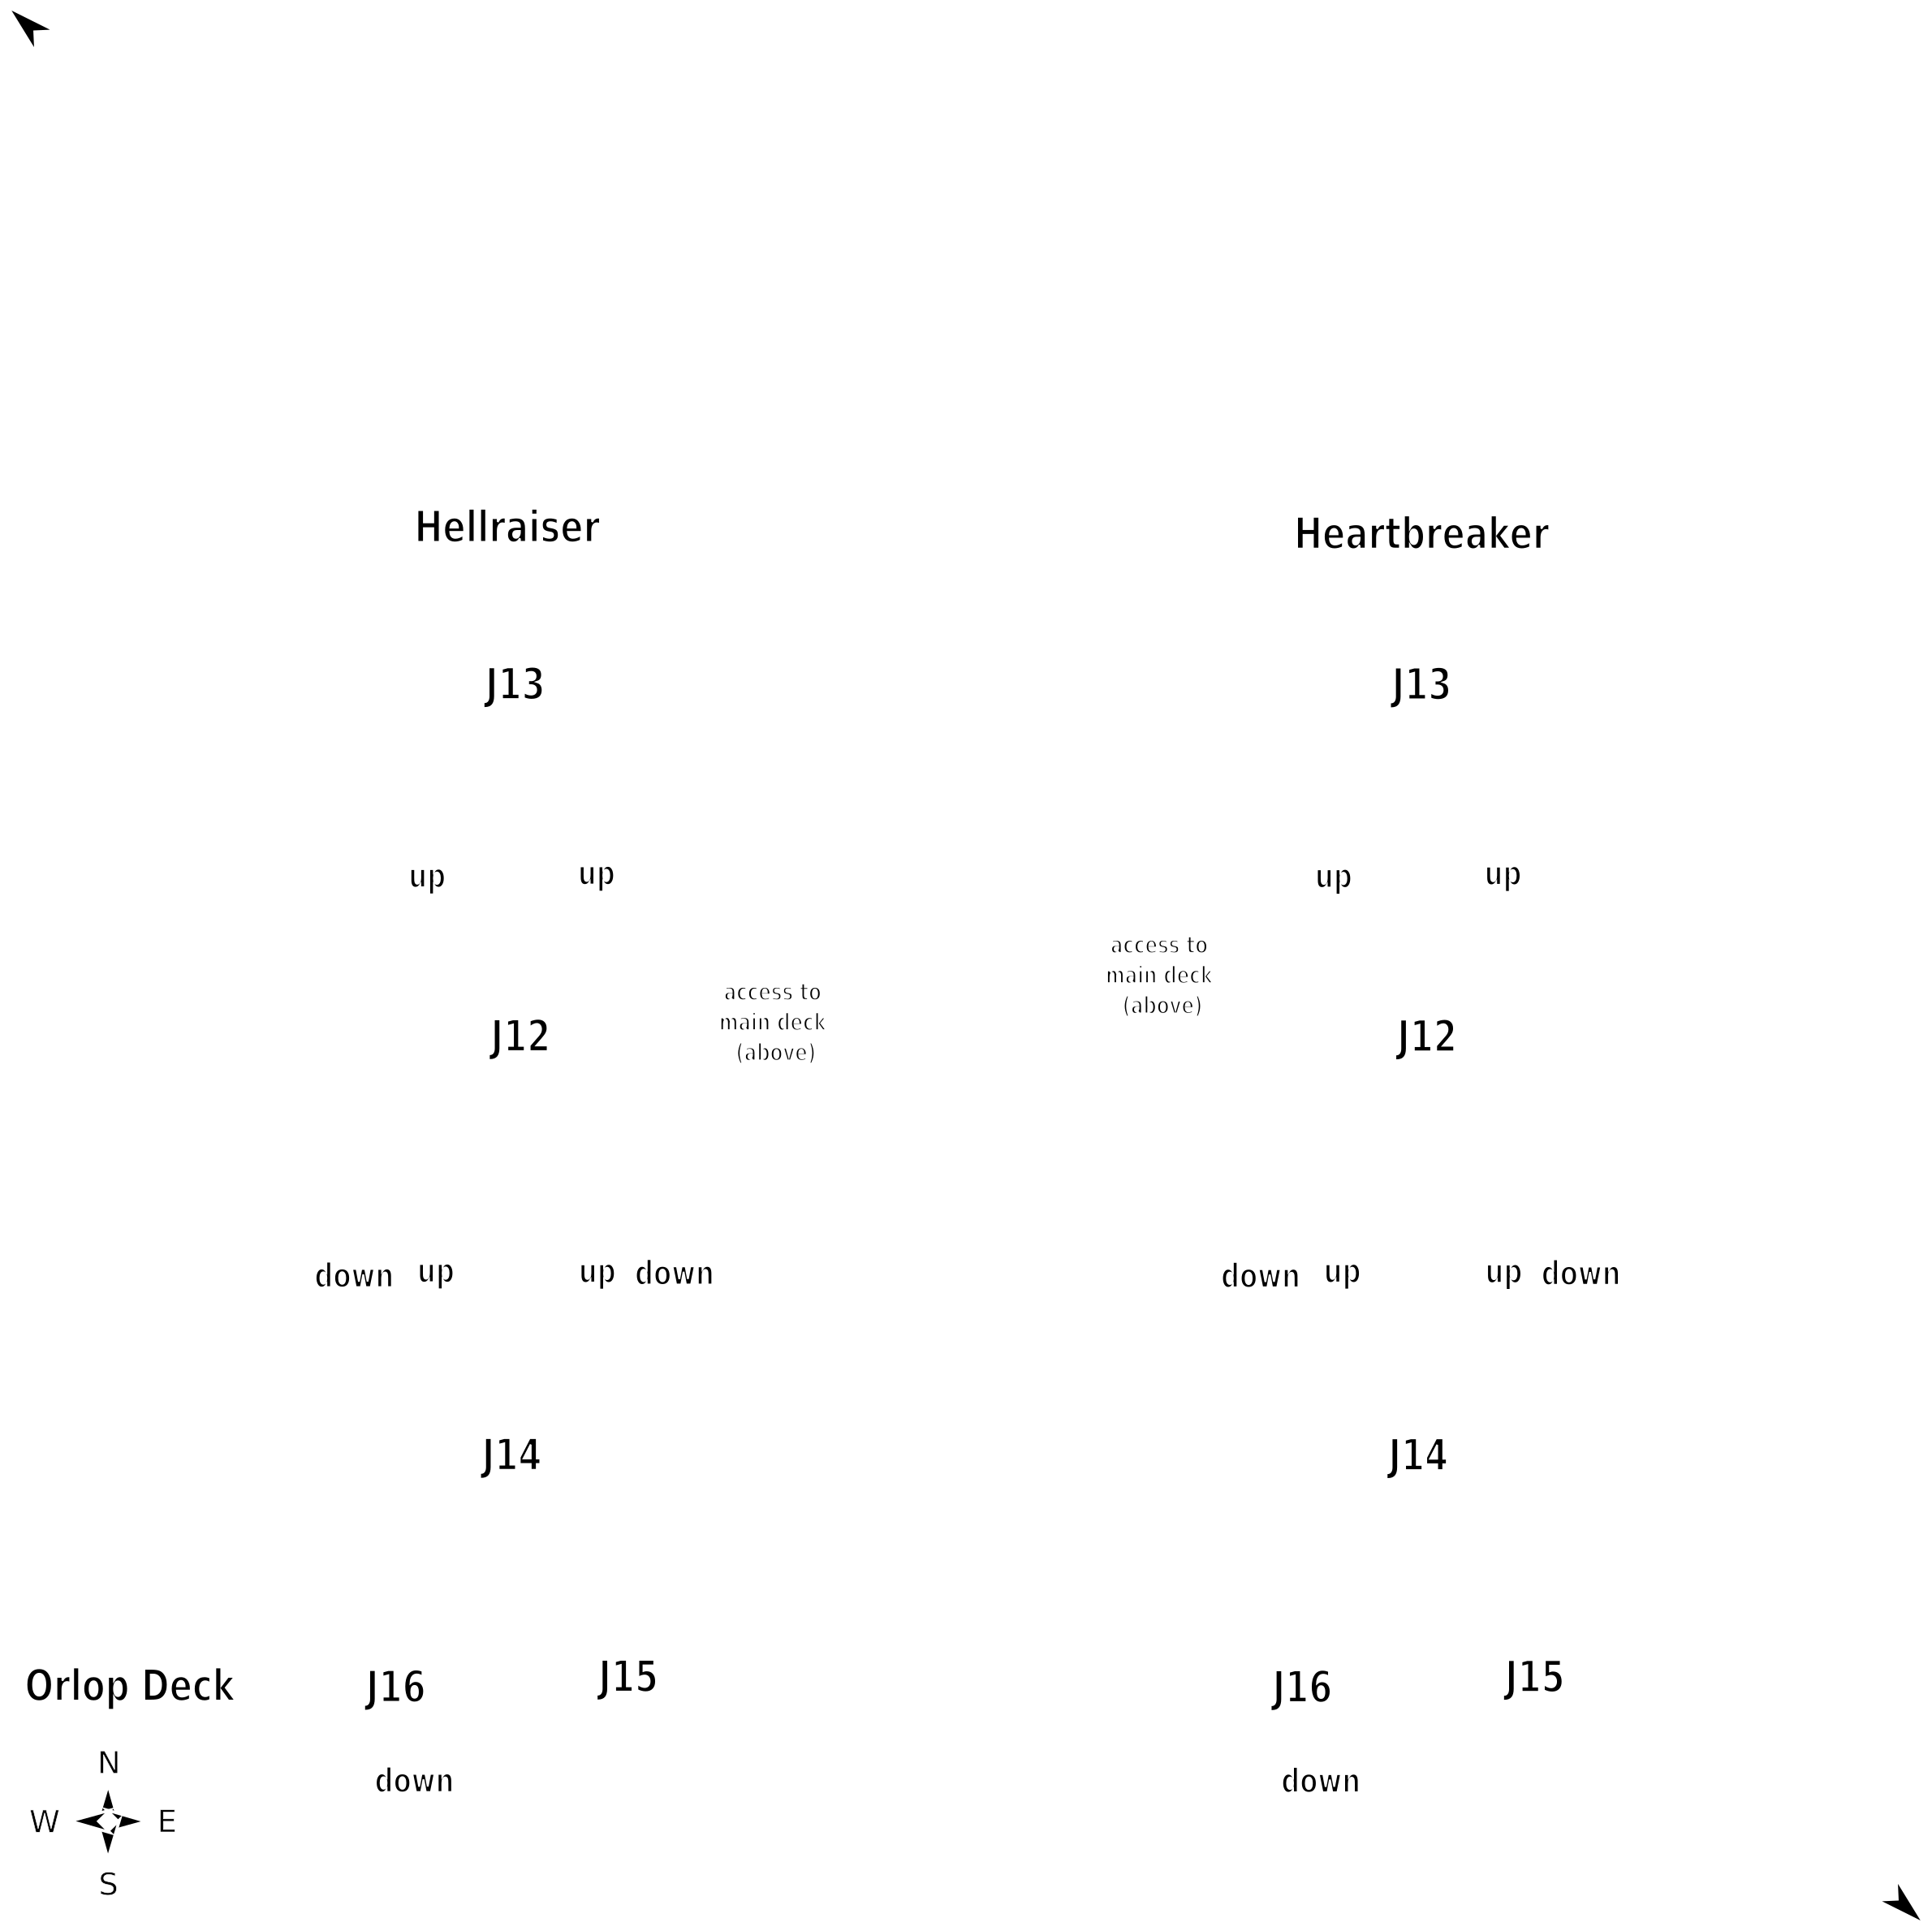 Hellraiser
Heartbreaker
J13
J13
up up
up up
access to
main deck
(above)
access to
main deck
(above)
J12
J12
down up up down
down up up down
J14
J14
Orlop Deck
J16 J15
J16 J15
down
down
N
W E
S